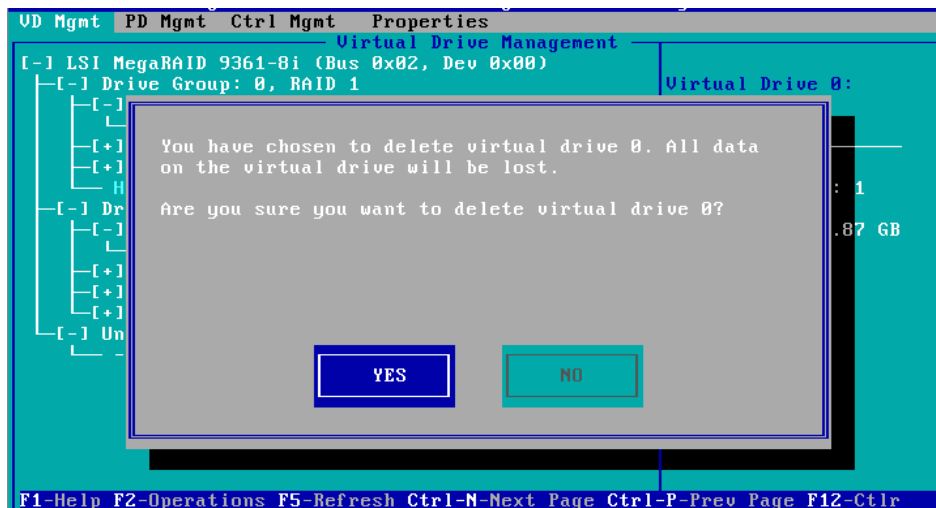 VD Mgmt PD Mgmt Ctrl Mgmt Properties
Virtual Drive Management
[-] LSI MegaRAID 9361-8i (Bus 0x02, Dev 0x00)
[-] Drive Group: 0, RAID 1
Virtual Drive 0:
[-]
[+]
[+]
H
: 1
[-] Dr
[-]
.87 GB
[+]
[+]
[+]
[-] Un
You have chosen to delete virtual drive 0. All data
on the virtual drive will be lost.
Are you sure you want to delete virtual drive 0?
YES
NO
F1-Help F2-Operations F5-Refresh Ctrl-N-Next Page Ctrl-P-Prev Page F12-Ctlr